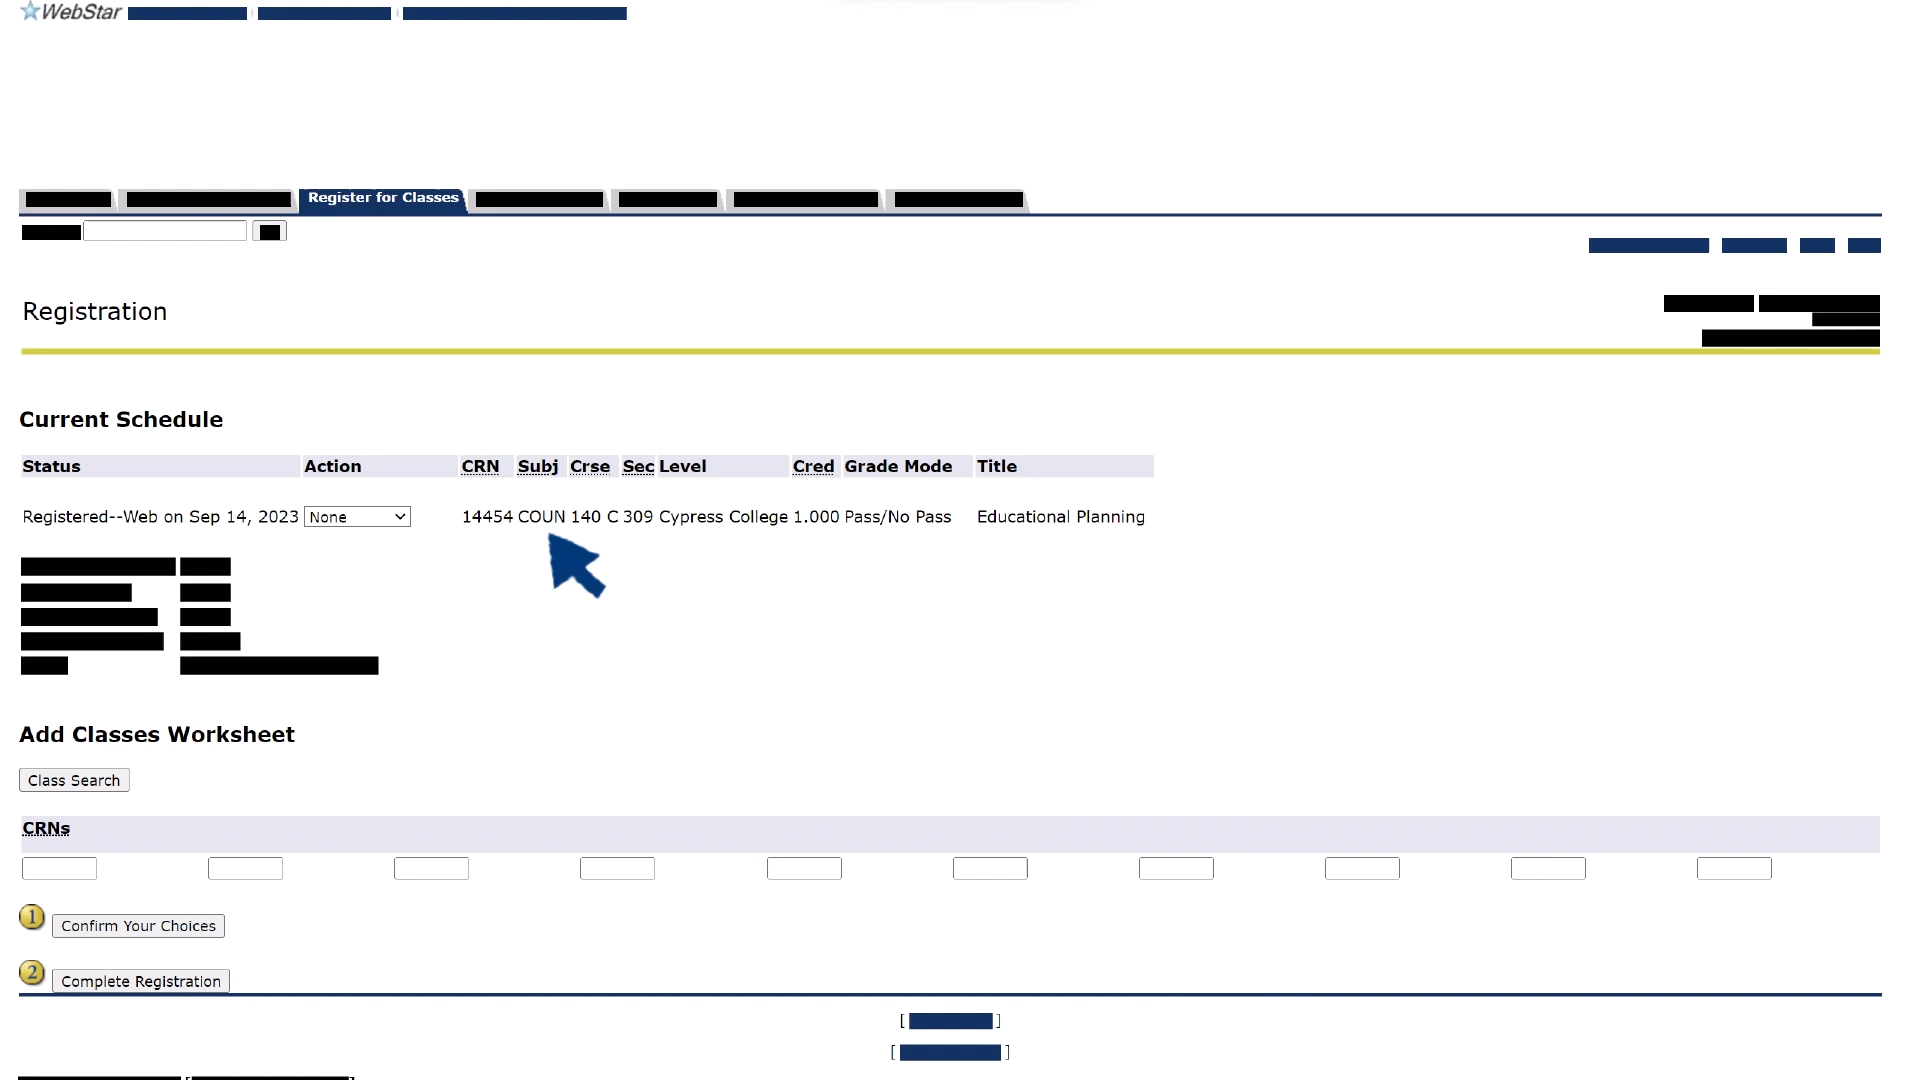 WebStar
Register for Classes
Registration
Current Schedule
Status Action CRN Subj Crse Sec Level Cred Grade Mode Title
Registered--Web on Sep 14, 2023 None 14454 COUN 140 C 309 Cypress College 1.000 Pass/No Pass Educational Planning
Add Classes Worksheet
Class Search
CRNs
1 Confirm Your Choices
2 Complete Registration
[ ]
[ ]
[ ]